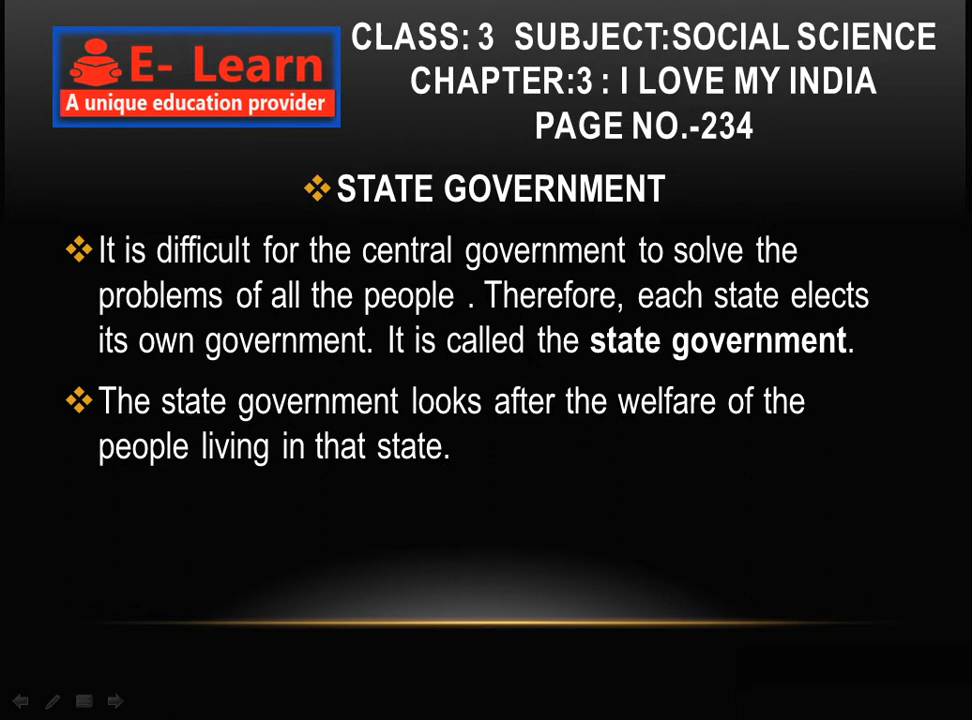 E- Learn
A unique education provider
CLASS: 3 SUBJECT:SOCIAL SCIENCE
CHAPTER:3 : I LOVE MY INDIA
PAGE NO.-234
STATE GOVERNMENT
It is difficult for the central government to solve the
problems of all the people . Therefore, each state elects
its own government. It is called the state government.
The state government looks after the welfare of the
people living in that state.